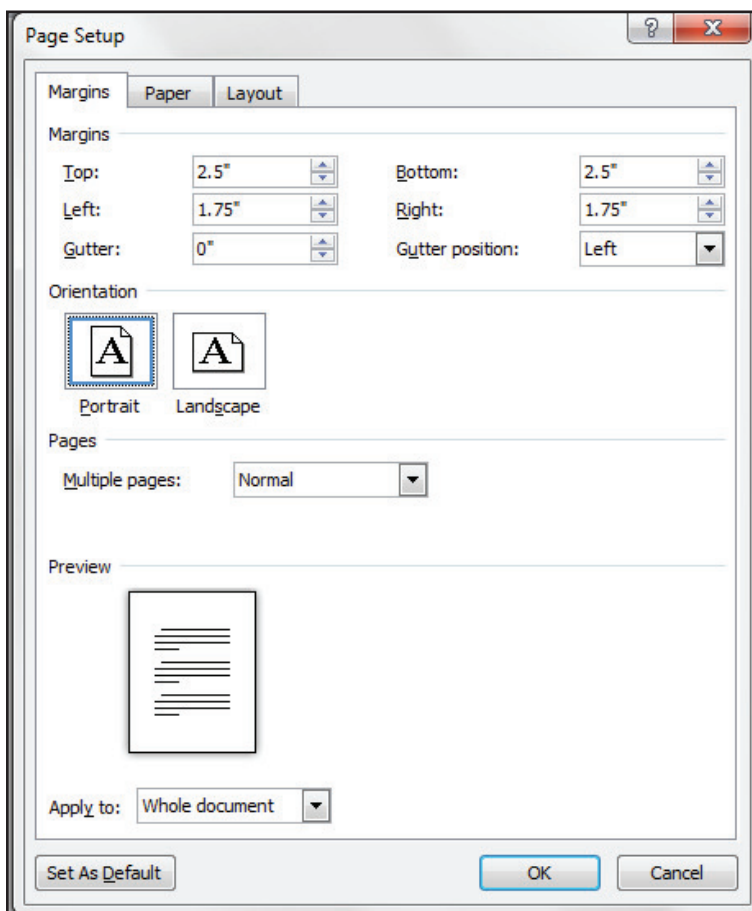 Page Setup
? X
Margins Paper Layout
Margins
Top: 2.5" Bottom: 2.5"
Left: 1.75" Right: 1.75"
Gutter: 0" Gutter position: Left
Orientation
A A
Portrait Landscape
Pages
Multiple pages: Normal
Preview
Apply to: Whole document
Set As Default OK Cancel